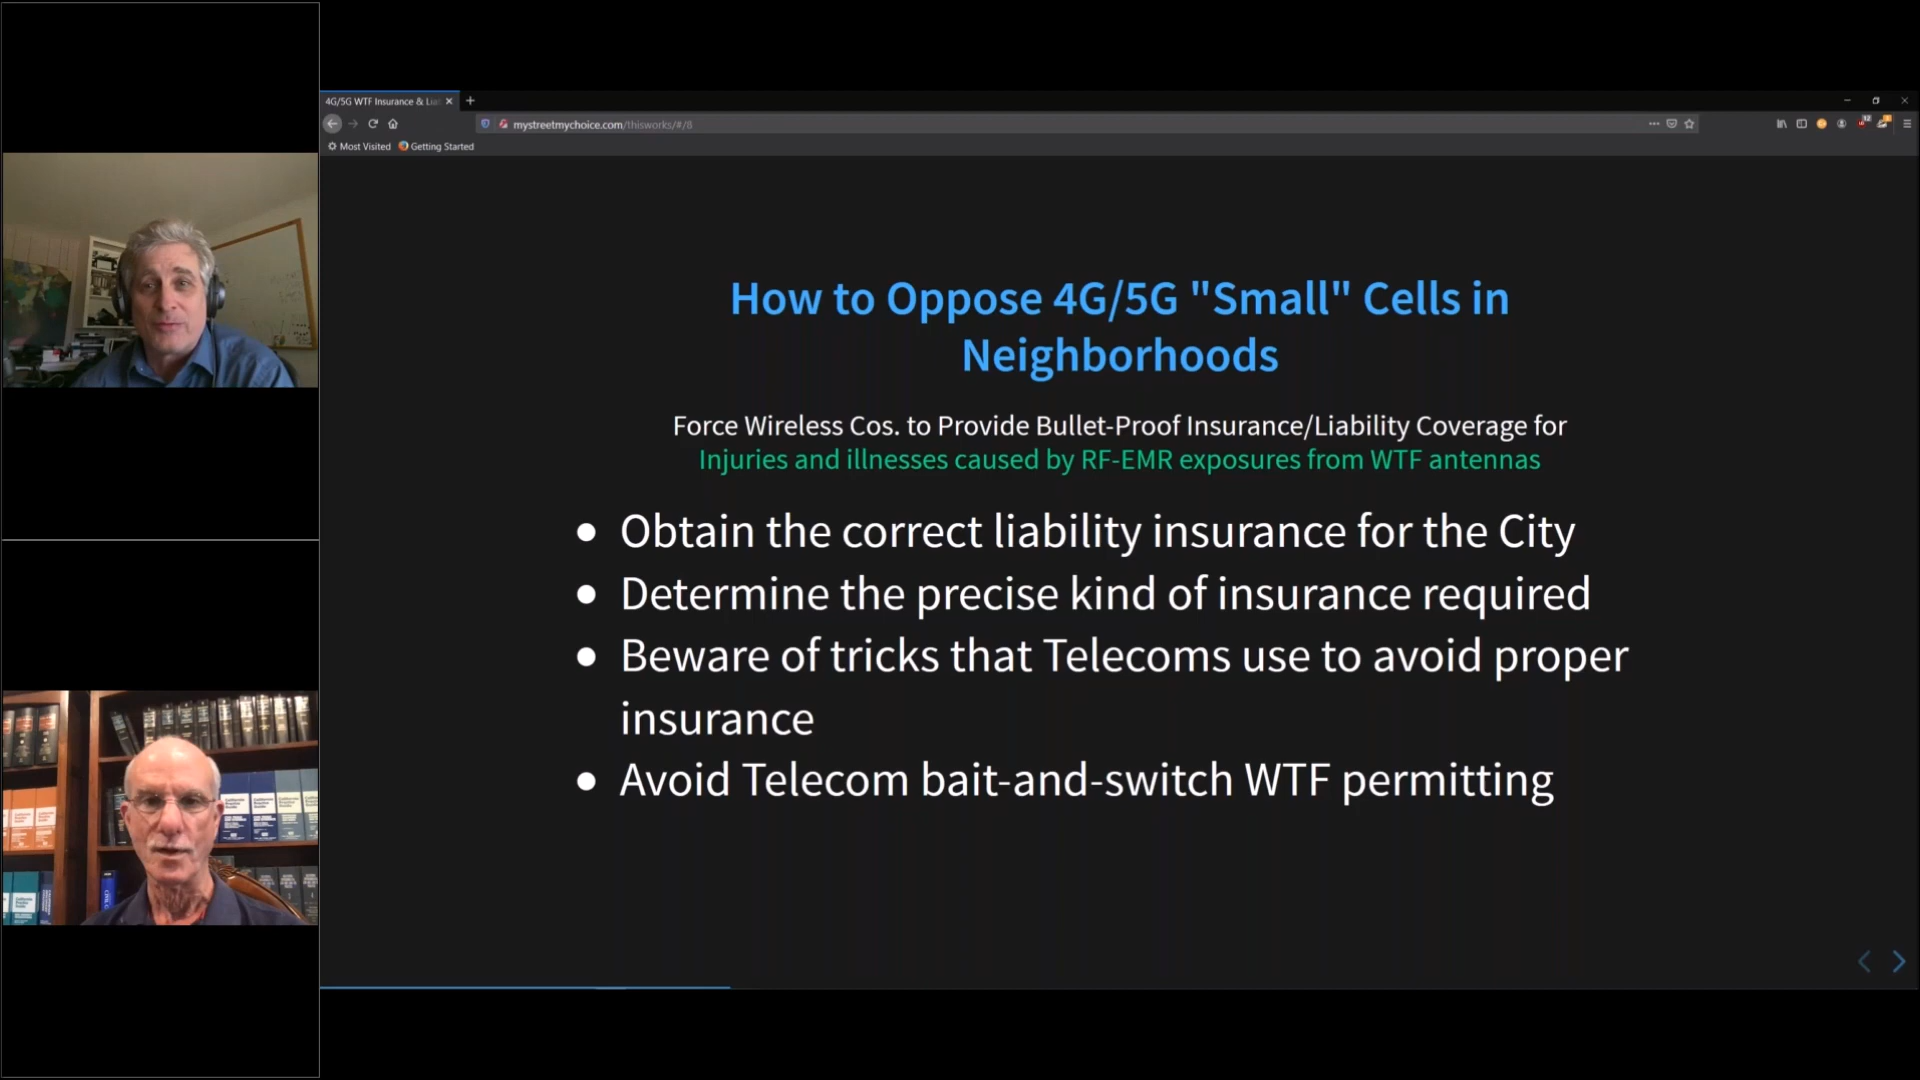 4G/5G WTF Insurance & Lia
mystreetmychoice.com/thisworks/#/8
Most Visited
Getting Started
How to Oppose 4G/5G "Small" Cells in
Neighborhoods
Force Wireless Cos. to Provide Bullet-Proof Insurance/Liability Coverage for
Injuries and illnesses caused by RF-EMR exposures from WTF antennas
• Obtain the correct liability insurance for the City
• Determine the precise kind of insurance required
• Beware of tricks that Telecoms use to avoid proper
insurance
• Avoid Telecom bait-and-switch WTF permitting